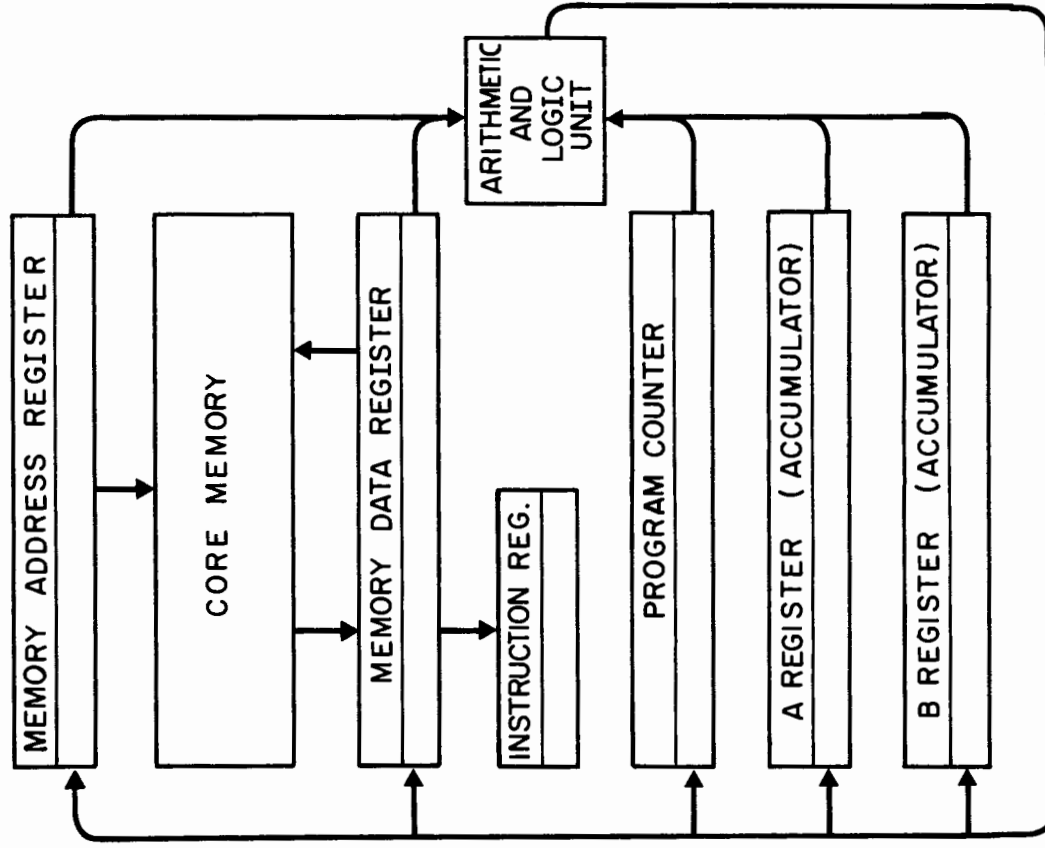 MEMORY ADDRESS REGISTER
CORE MEMORY
MEMORY DATA REGISTER
INSTRUCTION REG.
PROGRAM COUNTER
A REGISTER (ACCUMULATOR)
B REGISTER (ACCUMULATOR)
ARITHMETIC
AND
LOGIC
UNIT